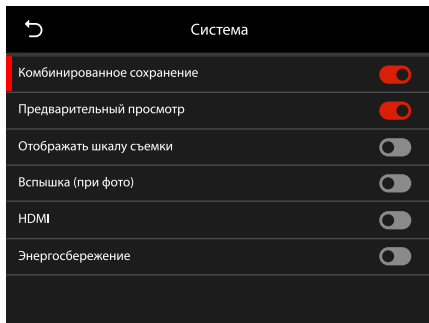 Система
Комбинированное сохранение
Предварительный просмотр
Отображать шкалу съемки
Вспышка (при фото)
HDMI
Энергосбережение